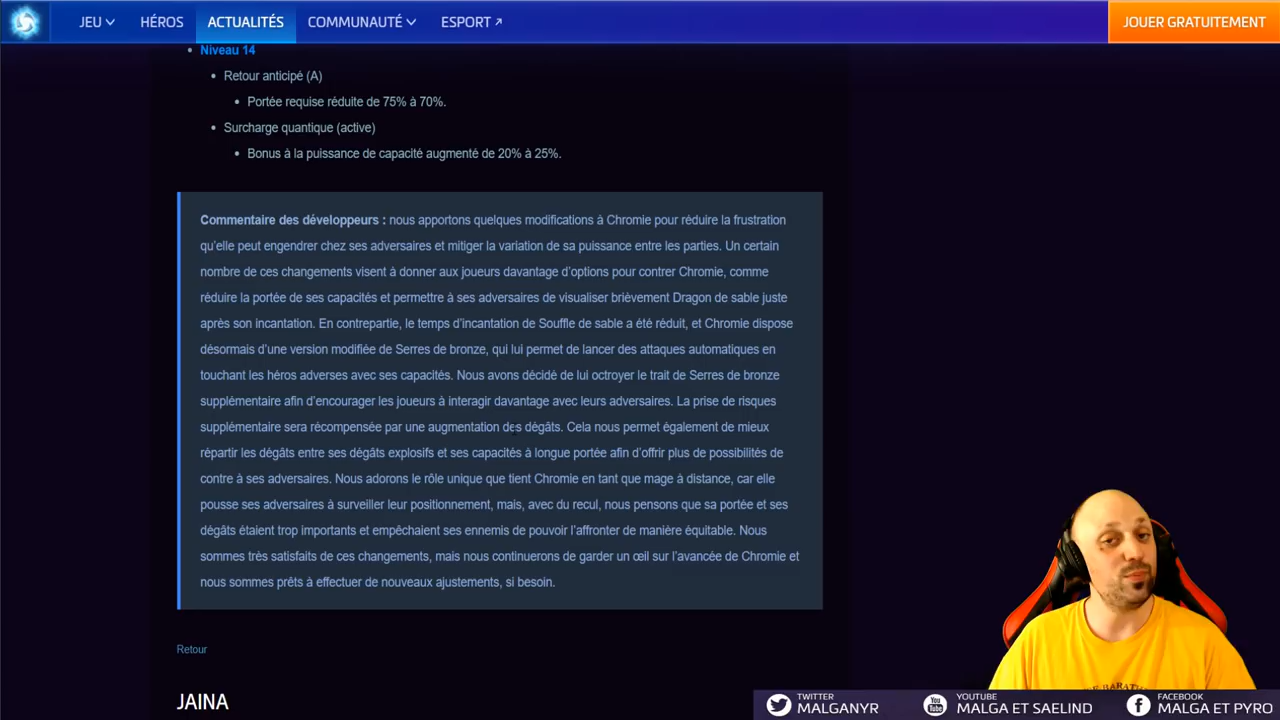 JEU HÉROS ACTUALITÉS COMMUNAUTÉ ESPORT JOUER GRATUITEMENT
Niveau 14
Retour anticipé (A)
Portée requise réduite de 75% à 70%.
Surcharge quantique (active)
Bonus à la puissance de capacité augmenté de 20% à 25%.
Commentaire des développeurs : nous apportons quelques modifications à Chromie pour réduire la frustration
qu'elle peut engendrer chez ses adversaires et mitiger la variation de sa puissance entre les parties. Un certain
nombre de ces changements visent à donner aux joueurs davantage d'options pour contrer Chromie, comme
réduire la portée de ses capacités et permettre à ses adversaires de visualiser brièvement Dragon de sable juste
après son incantation. En contrepartie, le temps d'incantation de Souffle de sable a été réduit, et Chromie dispose
désormais d'une version modifiée de Serres de bronze, qui lui permet de lancer des attaques automatiques en
touchant les héros adverses avec ses capacités. Nous avons décidé de lui octroyer le trait de Serres de bronze
supplémentaire afin d'encourager les joueurs à interagir davantage avec leurs adversaires. La prise de risques
supplémentaire sera récompensée par une augmentation des dégâts. Cela nous permet également de mieux
répartir les dégâts entre ses dégâts explosifs et ses capacités à longue portée afin d'offrir plus de possibilités de
contre à ses adversaires. Nous adorons le rôle unique que tient Chromie en tant que mage à distance, car elle
pousse ses adversaires à surveiller leur positionnement, mais, avec du recul, nous pensons que sa portée et ses
dégâts étaient trop importants et empêchaient ses ennemis de pouvoir l'affronter de manière équitable. Nous
sommes très satisfaits de ces changements, mais nous continuerons de garder un œil sur l'avancée de Chromie et
nous sommes prêts à effectuer de nouveaux ajustements, si besoin.
Retour
JAINA
TWITTER
MALGANYR
YOUTUBE
MALGA ET SAELIND
FACEBOOK
MALGA ET PYRO